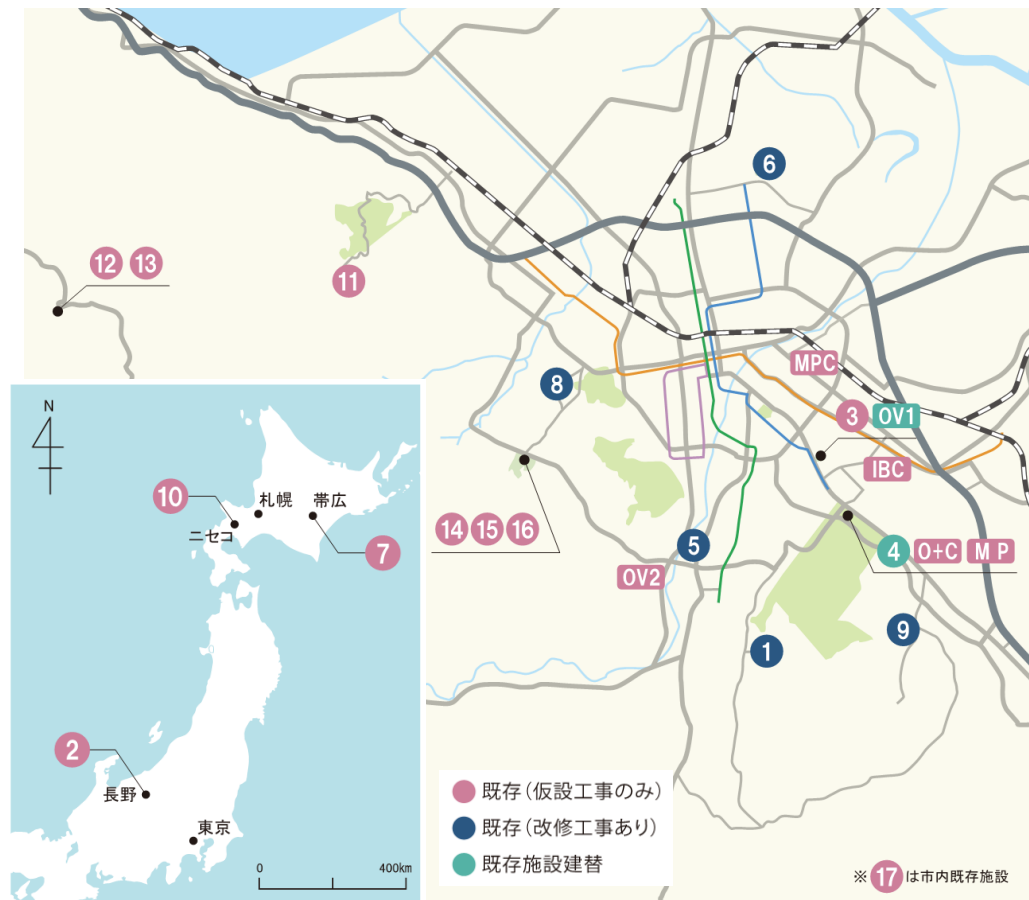 6
12 13
11
MPC
8
3 OV1
IBC
14 15 16
5
4 O+C M P
OV2
9
1
N
10
札幌
帯広
ニセコ
7
2
長野
東京
0 400km
既存(仮設工事のみ)
既存(改修工事あり)
既存施設建替
※ 17 は市内既存施設